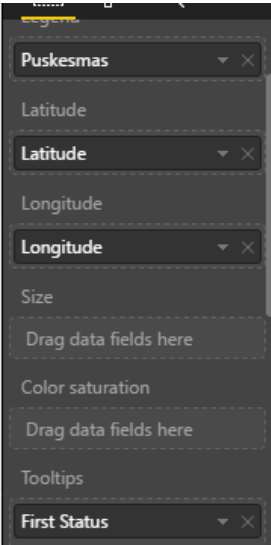 Legend
Puskesmas
Latitude
Latitude
Longitude
Longitude
Size
Drag data fields here
Color saturation
Drag data fields here
Tooltips
First Status